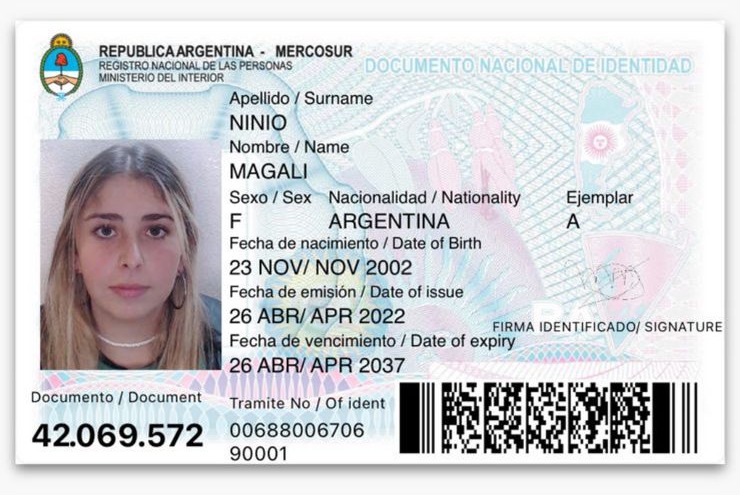 REPUBLICA ARGENTINA - MERCOSUR
REGISTRO NACIONAL DE LAS PERSONAS
MINISTERIO DEL INTERIOR
DOCUMENTO NACIONAL DE IDENTIDAD
Apellido / Surname
NINIO
Nombre / Name
MAGALI
Sexo / Sex Nacionalidad / Nationality Ejemplar
F ARGENTINA A
Fecha de nacimiento / Date of Birth
23 NOV/ NOV 2002
Fecha de emisión / Date of issue
26 ABR/ APR 2022
FIRMA IDENTIFICADO/ SIGNATURE
Fecha de vencimiento / Date of expiry
26 ABR/ APR 2037
Documento / Document
42.069.572
Tramite No / Of ident
00688006706
90001